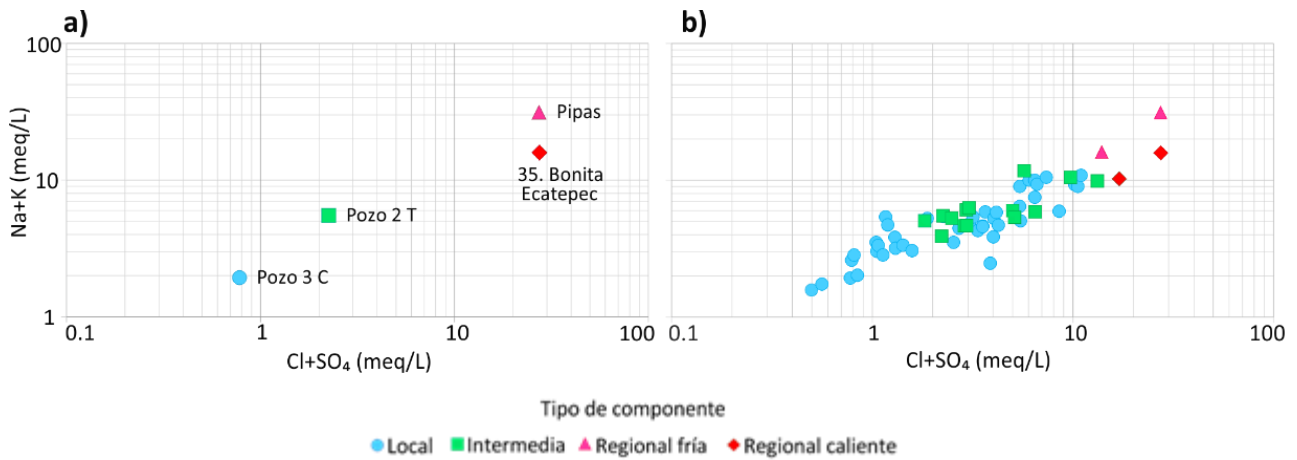 a)
100
10
1
Na+K (meq/L)
Pipas
35. Bonita
Ecatepec
Pozo 2 T
Pozo 3 C
0.1
1
10
100
Cl+SO₄ (meq/L)
b)
0.1
1
10
100
Cl+SO₄ (meq/L)
Tipo de componente
Local
Intermedia
Regional fría
Regional caliente